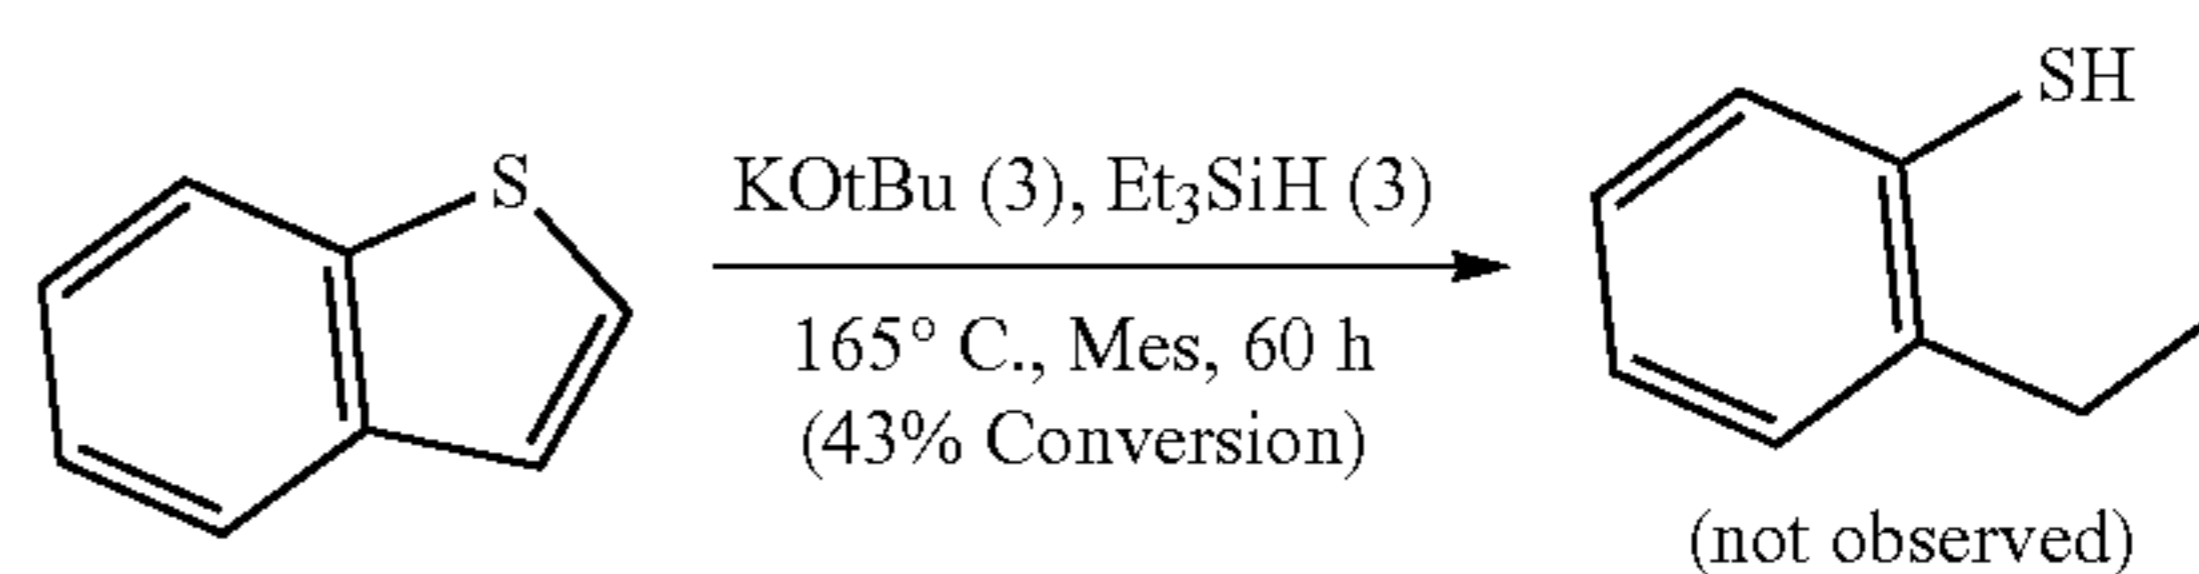 S
KOtBu (3), Et₃SiH (3)
165° C., Mes, 60 h
(43% Conversion)
SH
(not observed)